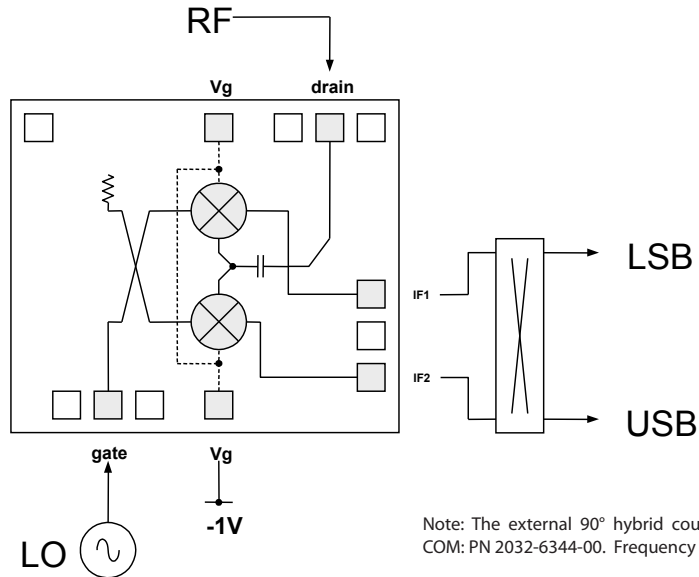 RF
Vg drain
LSB
IF1
IF2
USB
gate Vg
-1V
LO
Note: The external 90° hybrid cou
COM: PN 2032-6344-00. Frequency